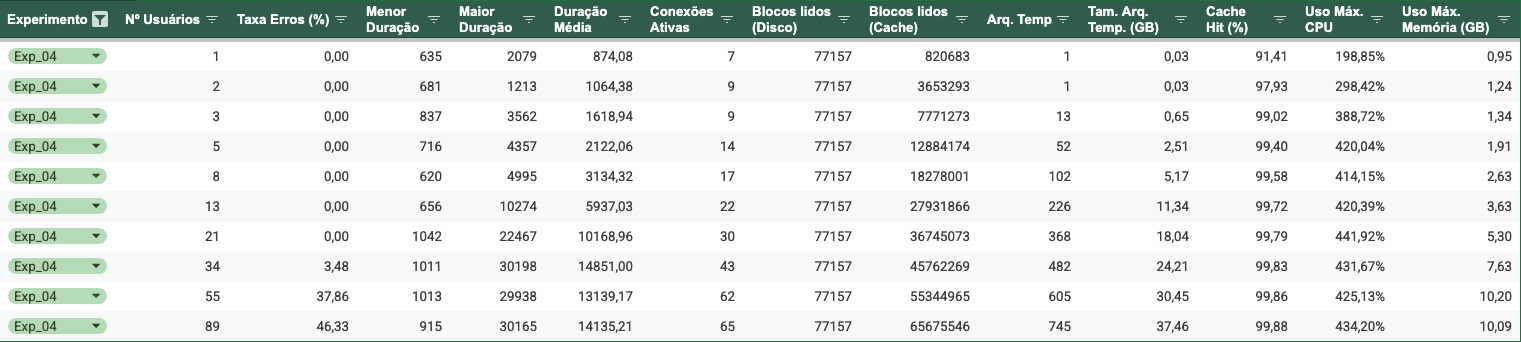 Experimento Nº Usuários Taxa Erros (%) Menor Duração Maior Duração Duração Média Conexões Ativas Blocos lidos (Disco) Blocos lidos (Cache) Arq. Temp Tam. Arq. Temp. (GB) Cache Hit (%) Uso Máx. CPU Uso Máx. Memória (GB)
Exp_04 1 0,00 635 2079 874,08 7 77157 820683 1 0,03 91,41 198,85% 0,95
Exp_04 2 0,00 681 1213 1064,38 9 77157 3653293 1 0,03 97,93 298,42% 1,24
Exp_04 3 0,00 837 3562 1618,94 9 77157 7771273 13 0,65 99,02 388,72% 1,34
Exp_04 5 0,00 716 4357 2122,06 14 77157 12884174 52 2,51 99,40 420,04% 1,91
Exp_04 8 0,00 620 4995 3134,32 17 77157 18278001 102 5,17 99,58 414,15% 2,63
Exp_04 13 0,00 656 10274 5937,03 22 77157 27931866 226 11,34 99,72 420,39% 3,63
Exp_04 21 0,00 1042 22467 10168,96 30 77157 36745073 368 18,04 99,79 441,92% 5,30
Exp_04 34 3,48 1011 30198 14851,00 43 77157 45762269 482 24,21 99,83 431,67% 7,63
Exp_04 55 37,86 1013 29938 13139,17 62 77157 55344965 605 30,45 99,86 425,13% 10,20
Exp_04 89 46,33 915 30165 14135,21 65 77157 65675546 745 37,46 99,88 434,20% 10,09